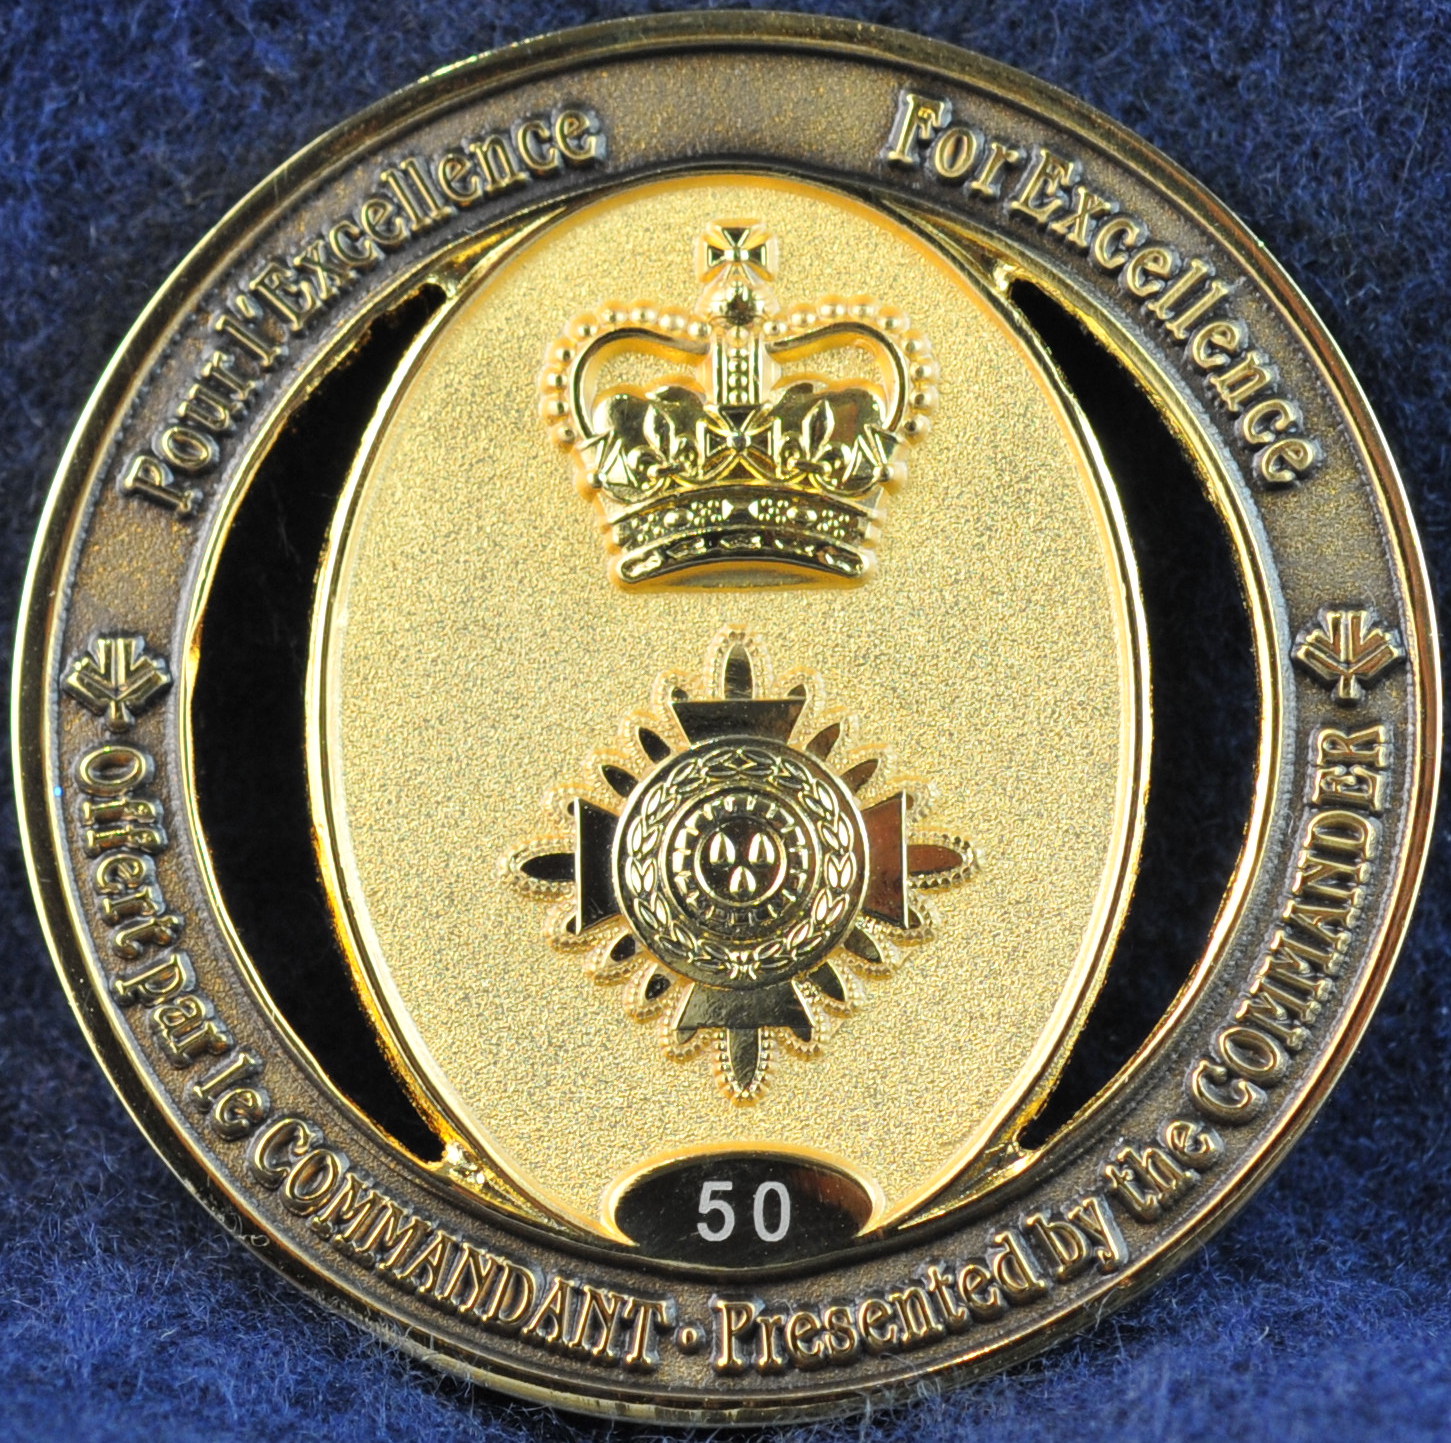 Pour l'Excellence
For Excellence
Offert par le COMMANDANT • Presented by the COMMANDER
50